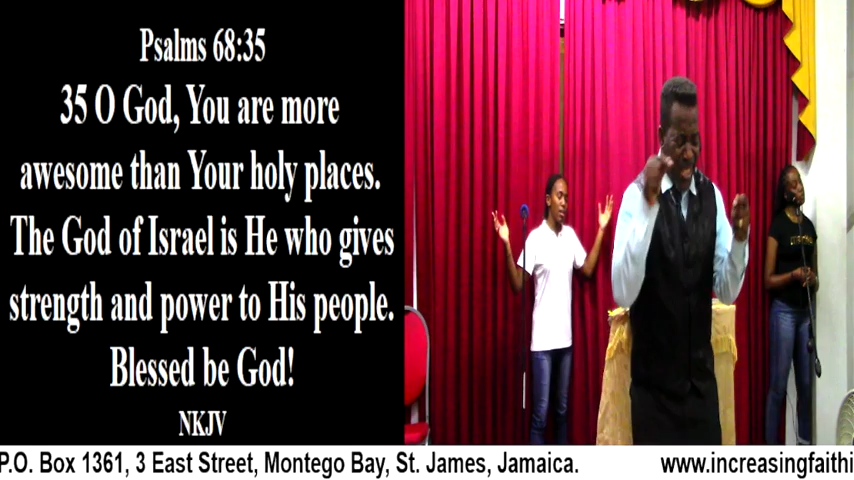 Psalms 68:35
35 O God, You are more
awesome than Your holy places.
The God of Israel is He who gives
strength and power to His people.
Blessed be God!
NKJV
P.O. Box 1361, 3 East Street, Montego Bay, St. James, Jamaica. www.increasingfaithi